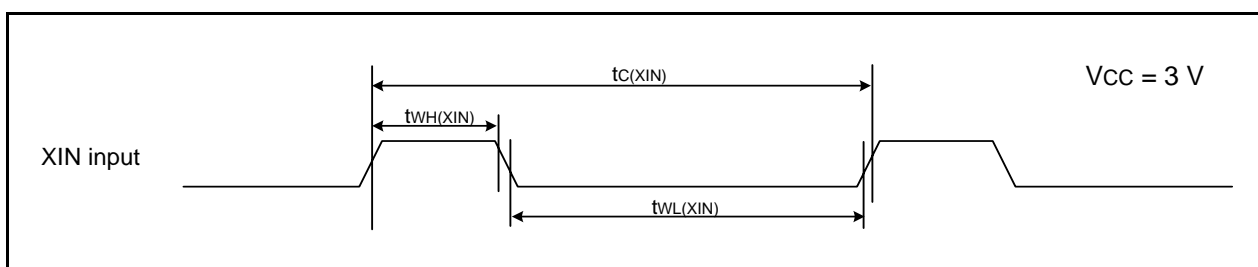 tC(XIN)
VCC = 3 V
tWH(XIN)
XIN input
tWL(XIN)